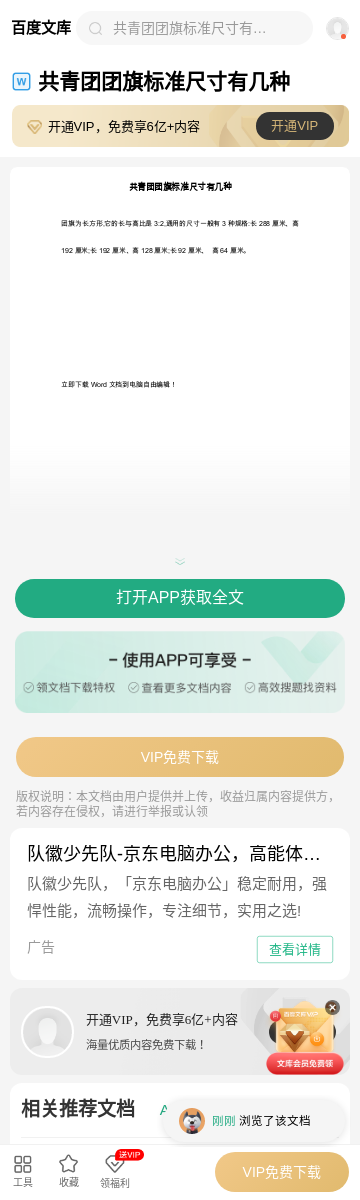 百度文库
共青团团旗标准尺寸有…
W 共青团团旗标准尺寸有几种
开通VIP，免费享6亿+内容
开通VIP
共青团团旗标准尺寸有几种
团旗为长方形,它的长与高比是 3:2,通用的尺寸一般有 3 种规格:长 288 厘米、高
192 厘米;长 192 厘米、高 128 厘米;长 92 厘米、 高 64 厘米。
立即下载 Word 文档到电脑自由编辑！
打开APP获取全文
使用APP可享受
领文档下载特权 查看更多文档内容 高效搜题找资料
VIP免费下载
版权说明：本文档由用户提供并上传，收益归属内容提供方，
若内容存在侵权，请进行举报或认领
队徽少先队-京东电脑办公，高能体…
队徽少先队，「京东电脑办公」稳定耐用，强
悍性能，流畅操作，专注细节，实用之选!
广告
查看详情
开通VIP，免费享6亿+内容
海量优质内容免费下载！
文库会员免费领
相关推荐文档
刚刚 浏览了该文档
工具
收藏
送VIP
领福利
VIP免费下载